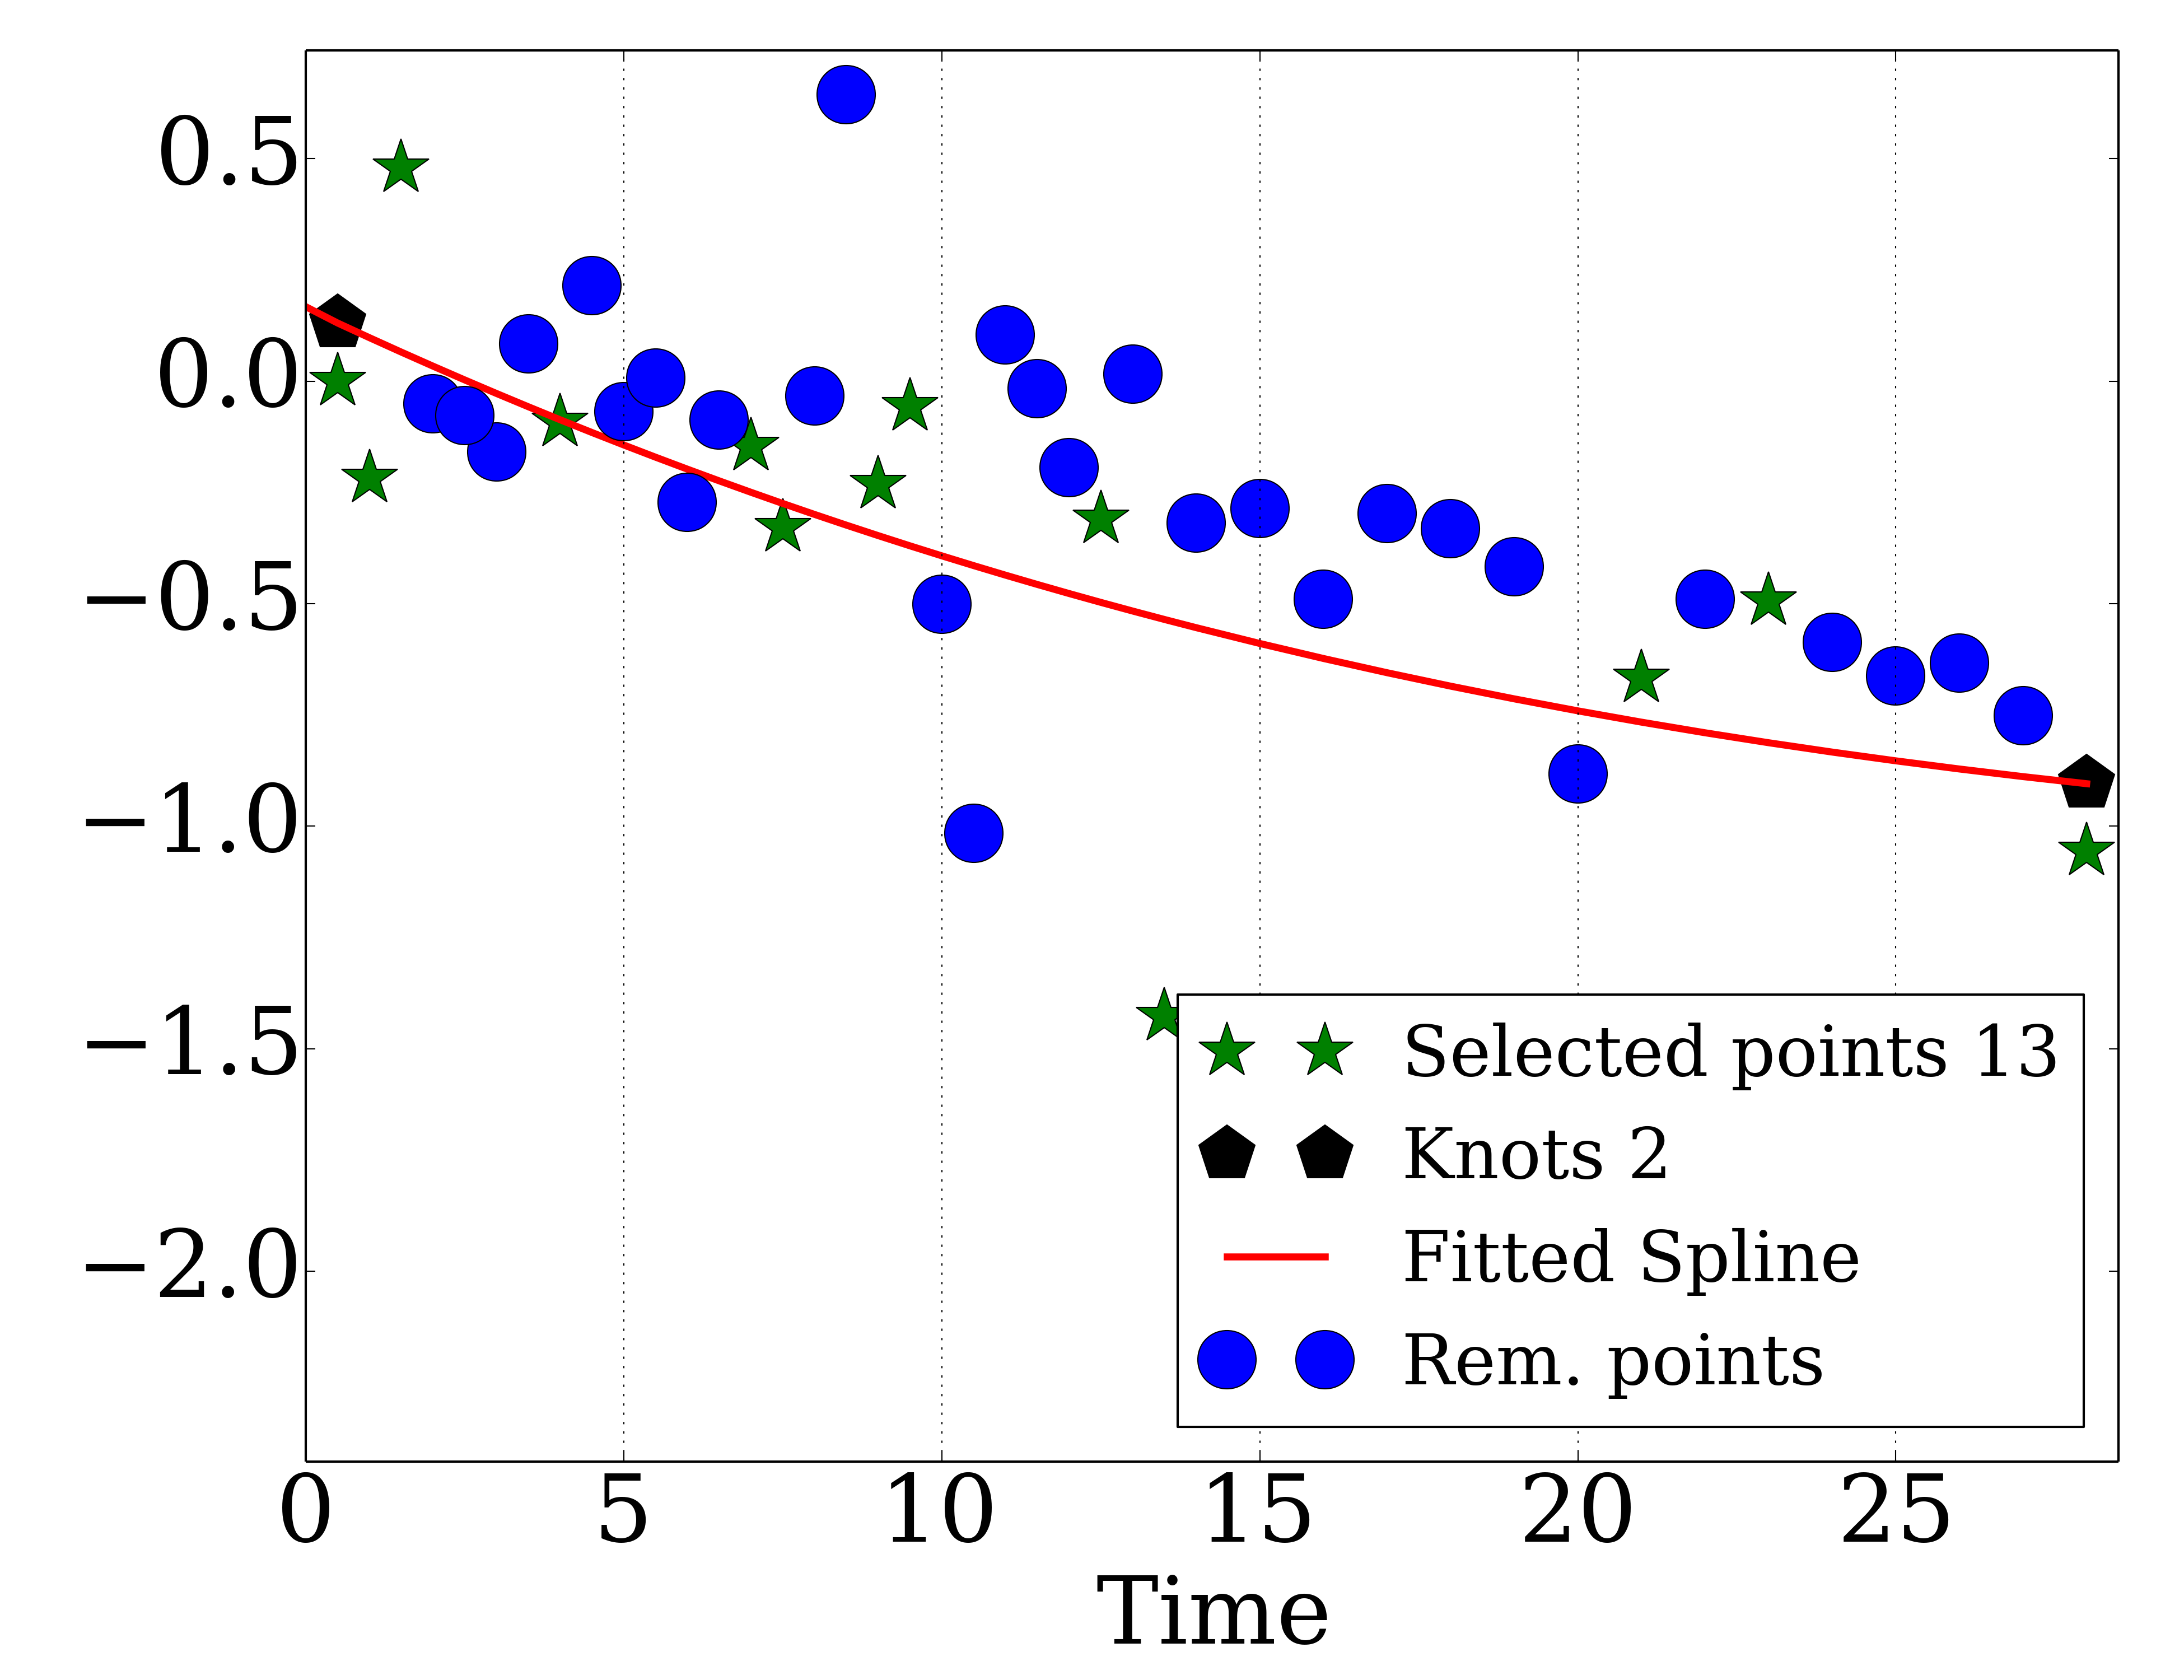 0.5
0.0
−0.5
−1.0
−1.5
−2.0
Selected points 13
Knots 2
Fitted Spline
Rem. points
0 5 10 15 20 25
Time